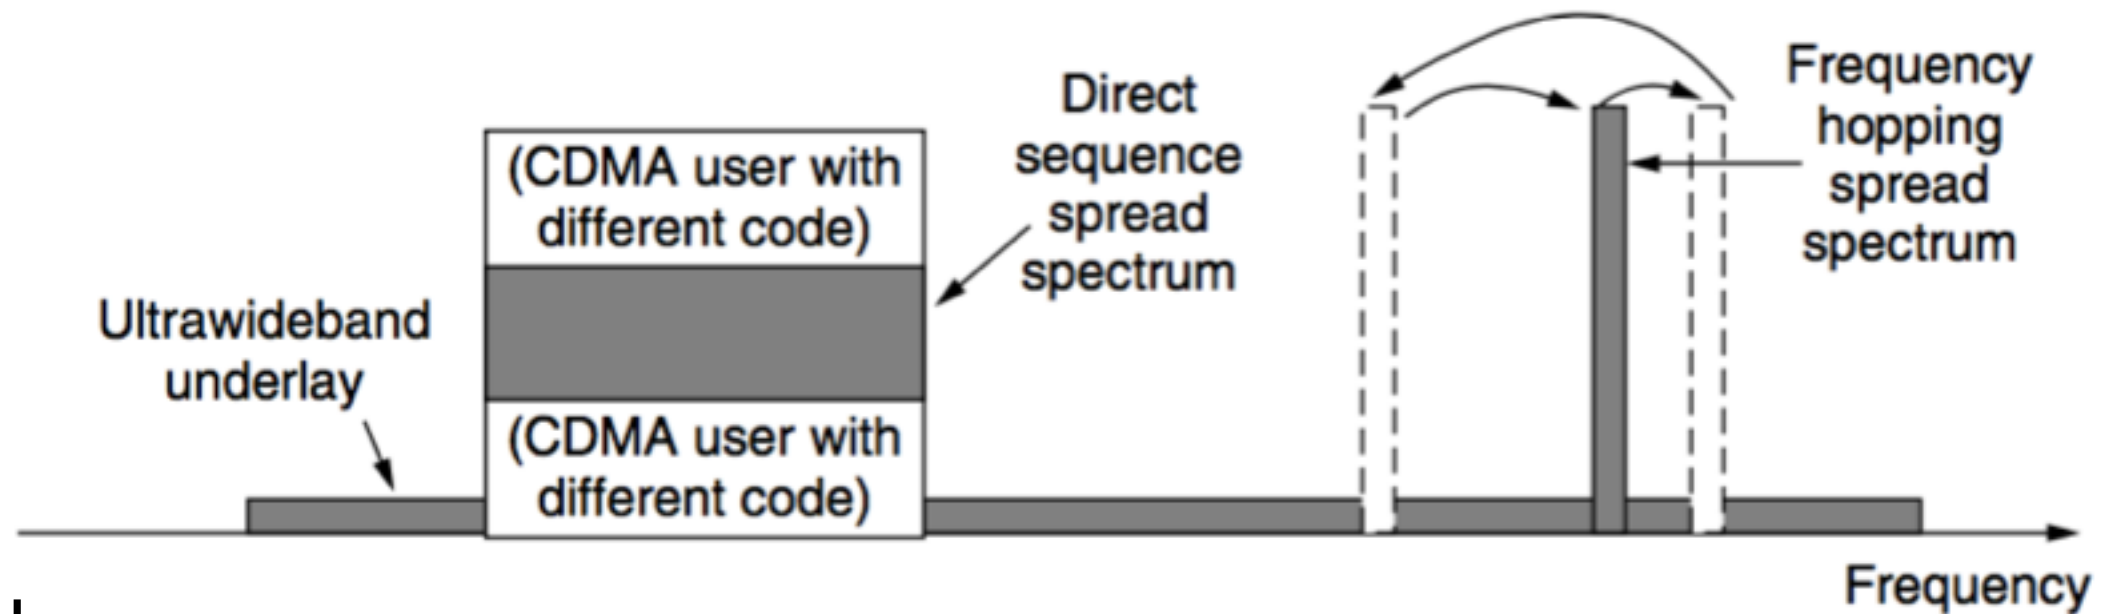 Ultrawideband
underlay
(CDMA user with
different code)
(CDMA user with
different code)
Direct
sequence
spread
spectrum
Frequency
hopping
spread
spectrum
Frequency